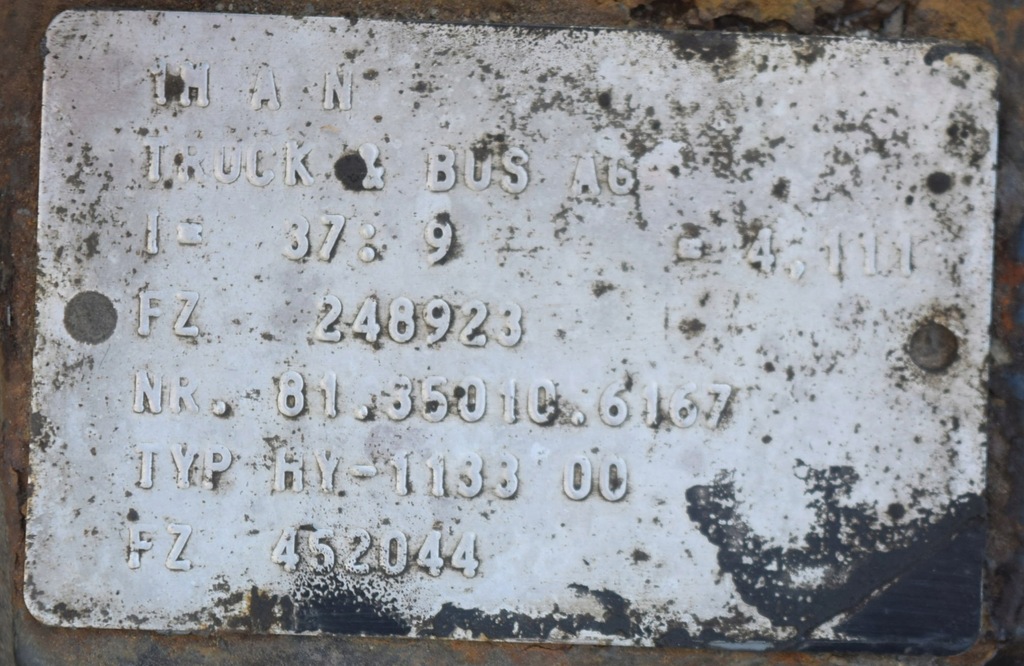 M A N
TRUCK & BUS AG
I= 37: 9 = 4,111
FZ 248923
NR. 81.35010.6167
TYP HY-1133 00
FZ 452044